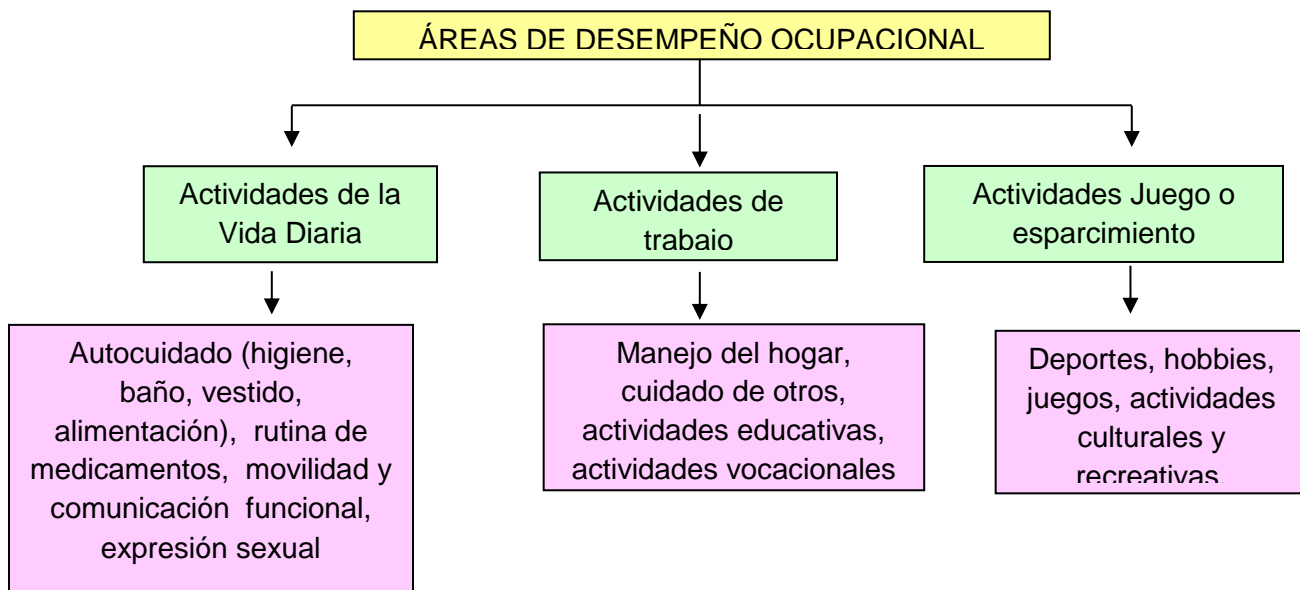 ÁREAS DE DESEMPEÑO OCUPACIONAL
Actividades de la
Vida Diaria
Actividades de
trabajo
Actividades Juego o
esparcimiento
Autocuidado (higiene,
baño, vestido,
alimentación), rutina de
medicamentos, movilidad y
comunicación funcional,
expresión sexual
Manejo del hogar,
cuidado de otros,
actividades educativas,
actividades vocacionales
Deportes, hobbies,
juegos, actividades
culturales y
recreativas.